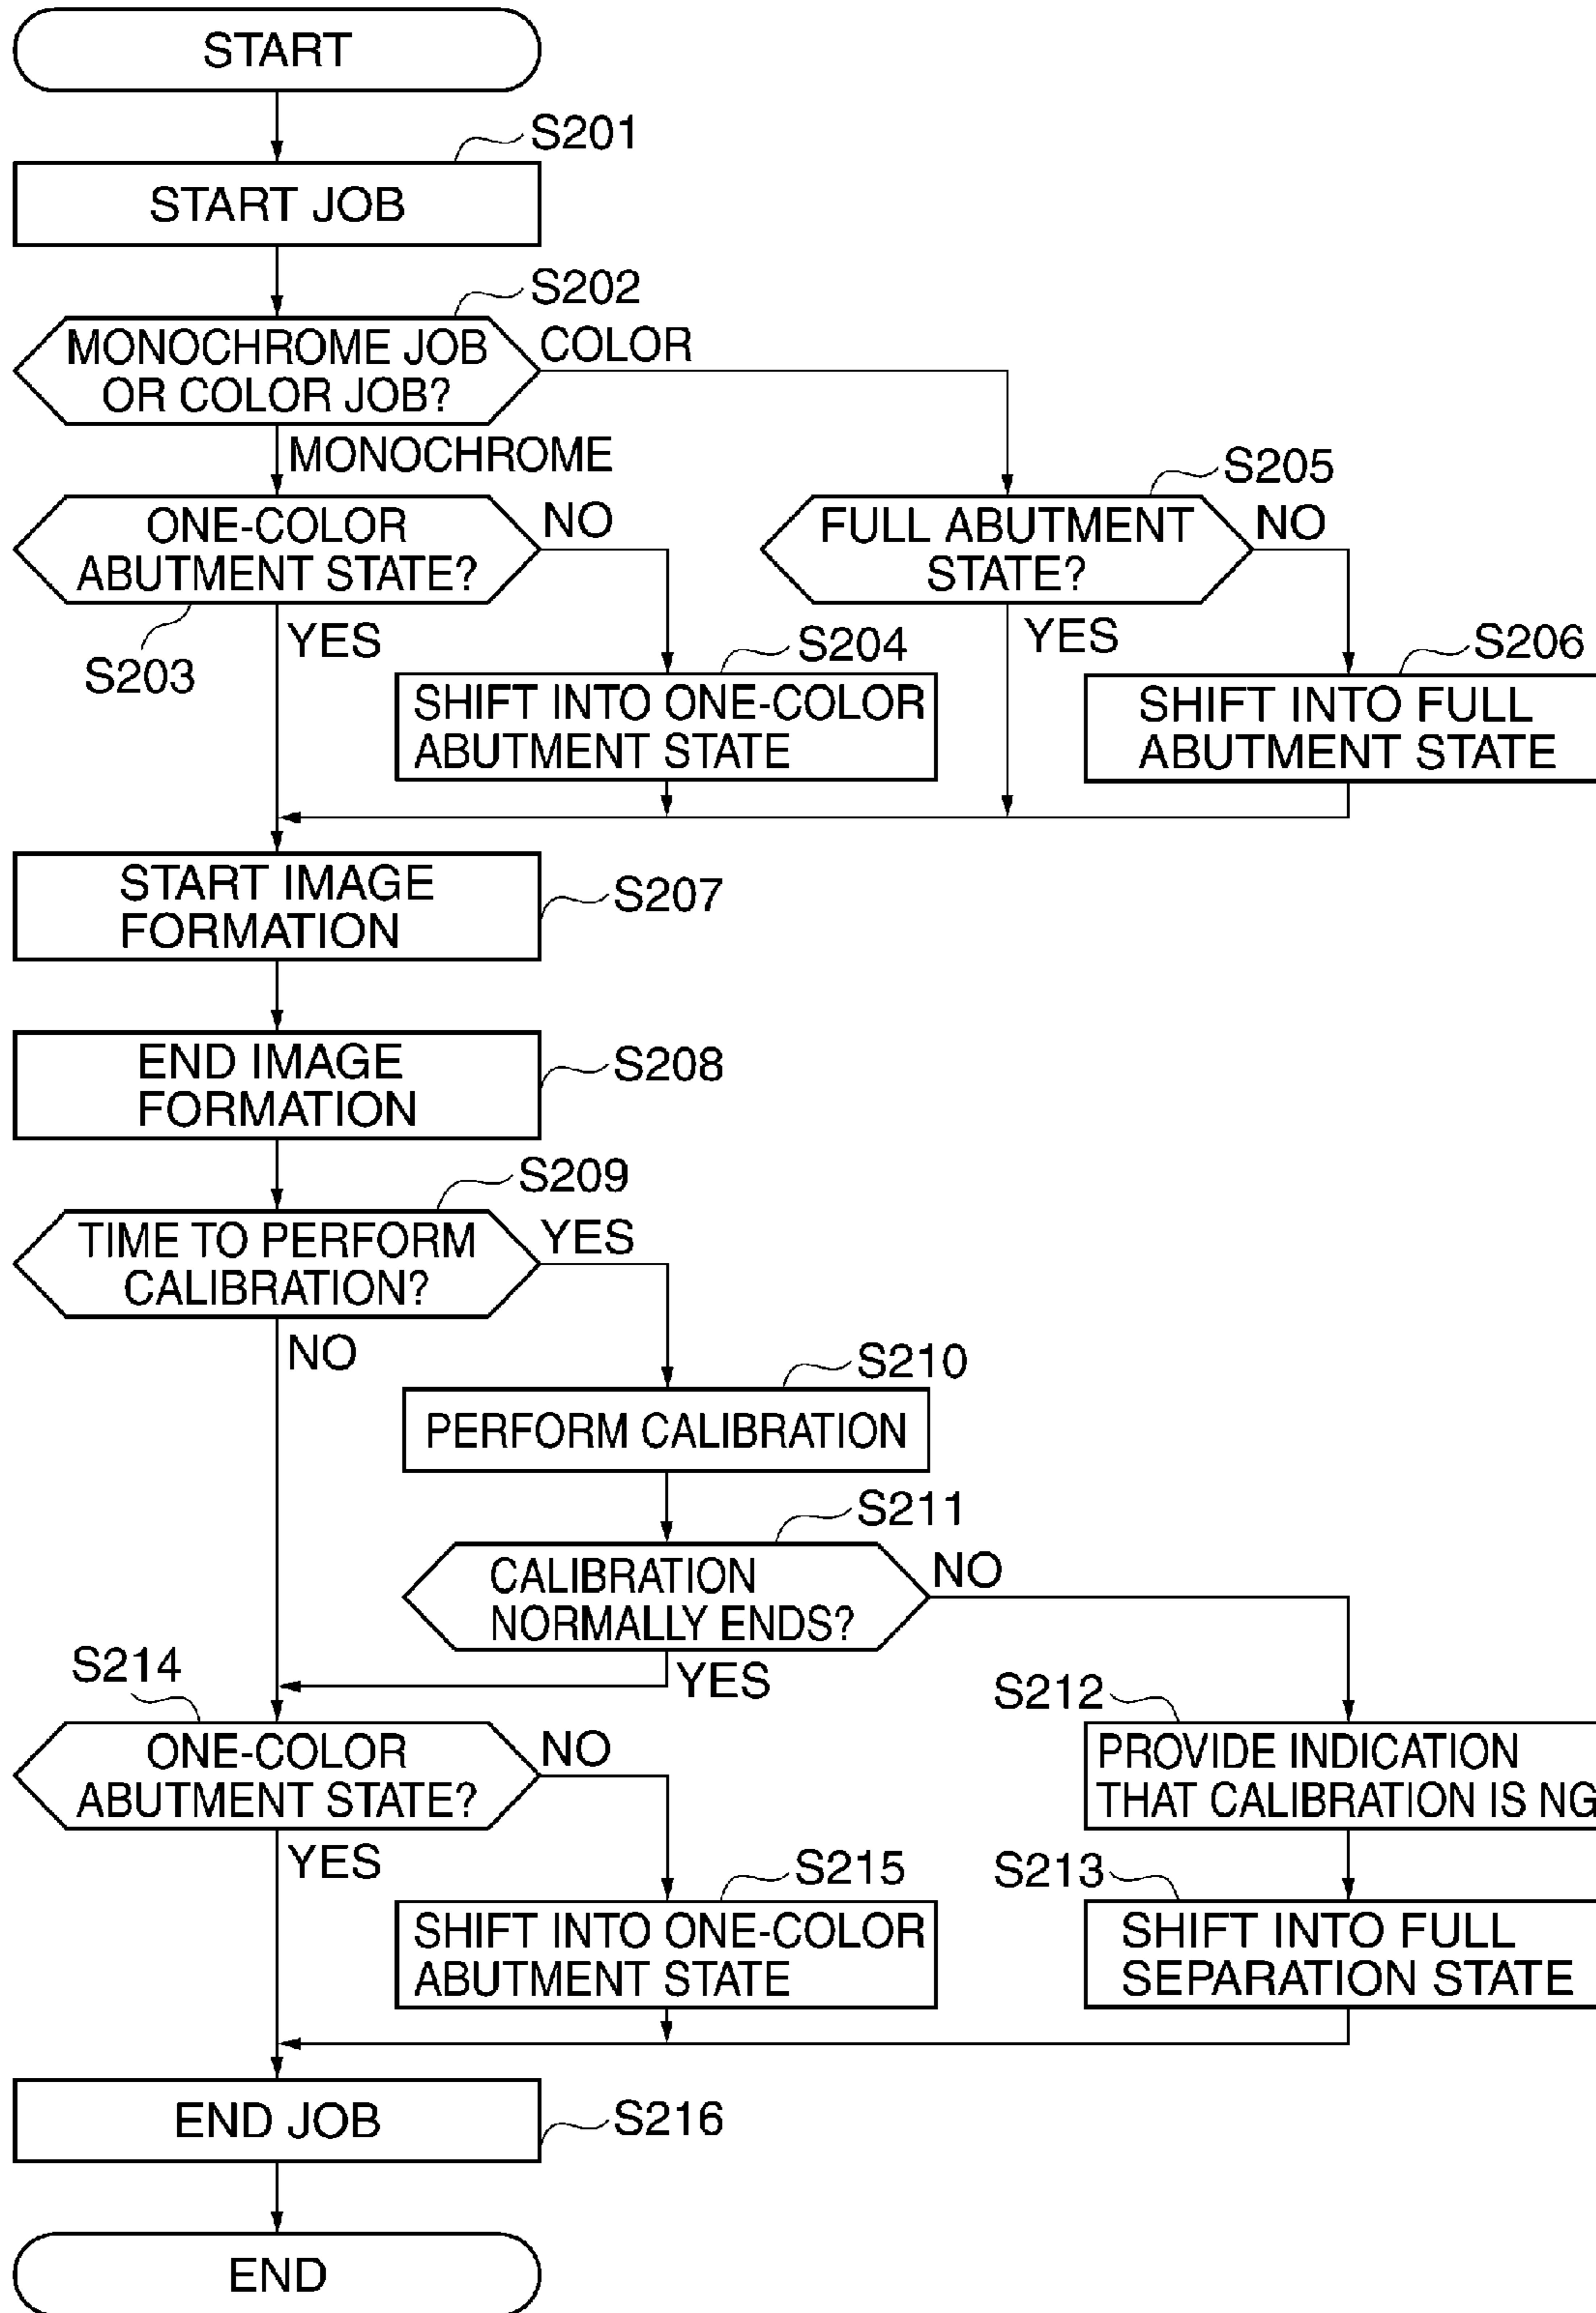 START
S201
START JOB
S202
MONOCHROME JOB
OR COLOR JOB?
COLOR
MONOCHROME
S205
ONE-COLOR
ABUTMENT STATE?
NO
FULL ABUTMENT
STATE?
NO
S203
YES
S204
YES
S206
SHIFT INTO ONE-COLOR
ABUTMENT STATE
SHIFT INTO FULL
ABUTMENT STATE
START IMAGE
FORMATION
S207
END IMAGE
FORMATION
S208
S209
TIME TO PERFORM
CALIBRATION?
YES
NO
S210
PERFORM CALIBRATION
S211
CALIBRATION
NORMALLY ENDS?
NO
YES
S214
S212
ONE-COLOR
ABUTMENT STATE?
NO
PROVIDE INDICATION
THAT CALIBRATION IS NG
YES
S215
S213
SHIFT INTO ONE-COLOR
ABUTMENT STATE
SHIFT INTO FULL
SEPARATION STATE
END JOB
S216
END